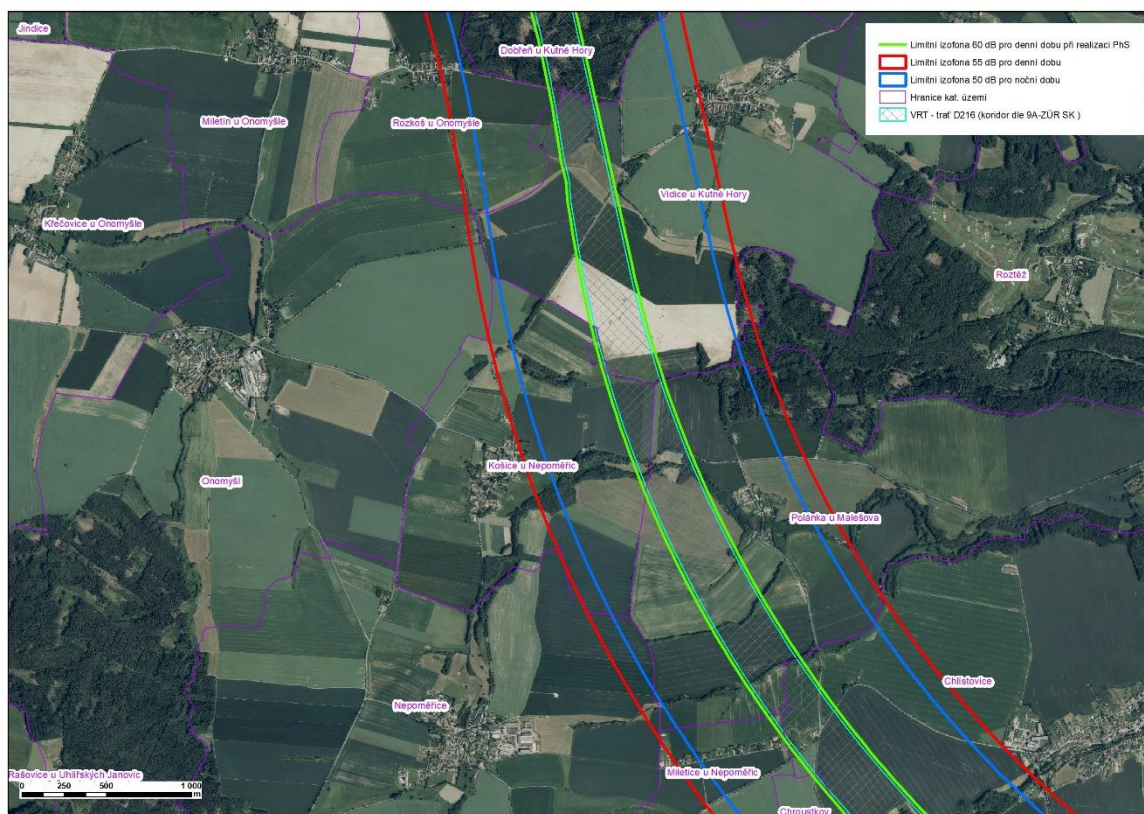 Jindice
Dobřeň u Kutné Hory
Limitní izofona 60 dB pro denní dobu při realizaci PhS
Limitní izofona 55 dB pro denní dobu
Limitní izofona 50 dB pro noční dobu
Hranice kat. území
VRT - trať D216 (koridor dle 9A-ZÚR SK )
Miletín u Onomyšle
Rozkoš u Onomyšle
Vidice u Kutné Hory
Křečovice u Onomyšle
Roztěž
Košice u Nepoměřic
Onomyšl
Polánka u Malešova
Chlístovice
Nepoměřice
Rašovice u Uhlířských Janovic
Miletice u Nepoměřic
0 250 500 1 000
m
Chroustkov